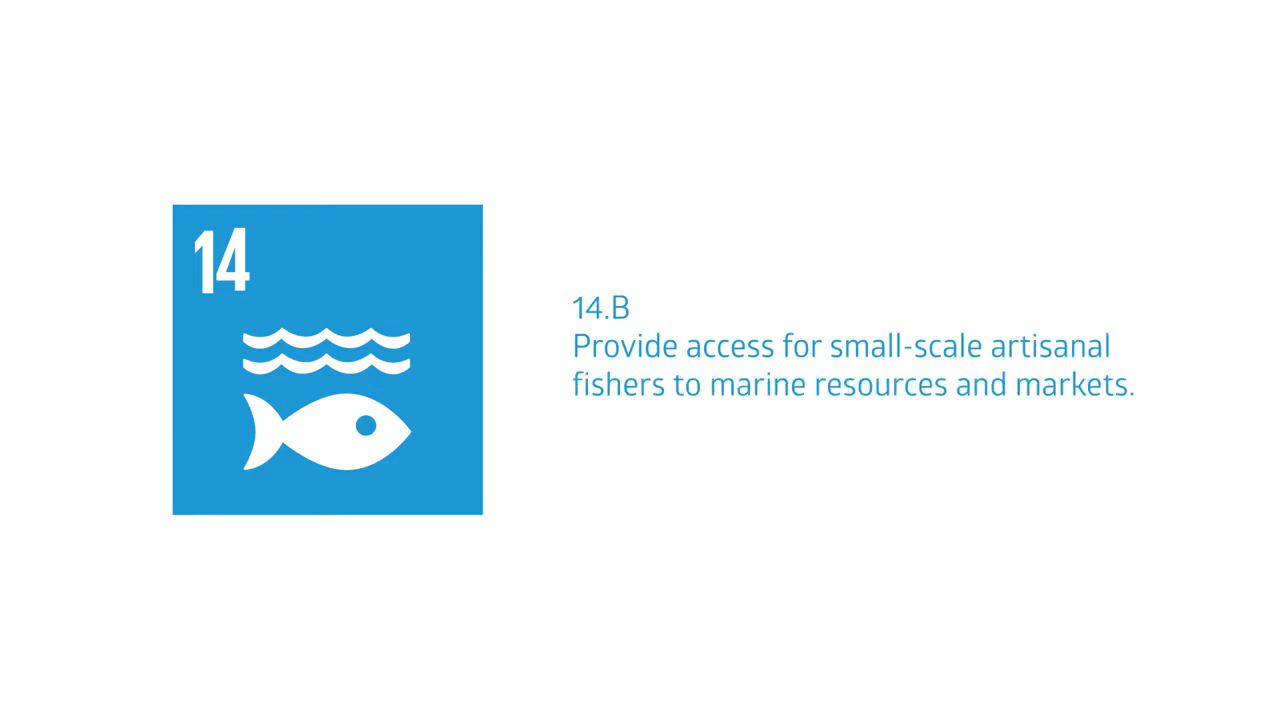 14
14.B
Provide access for small-scale artisanal
fishers to marine resources and markets.